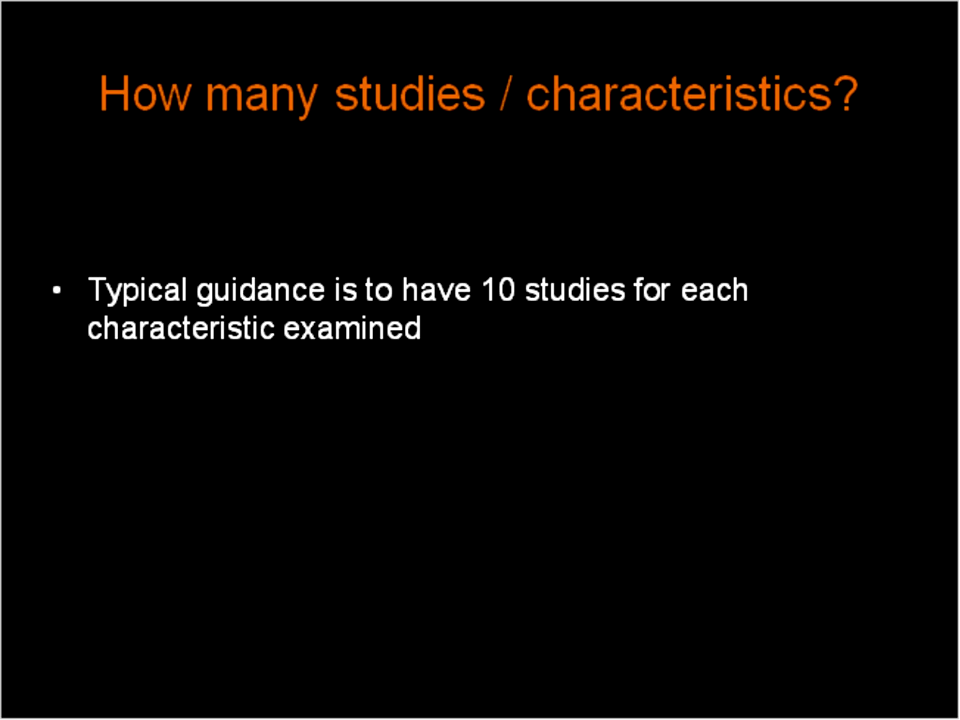 How many studies / characteristics?
• Typical guidance is to have 10 studies for each
characteristic examined